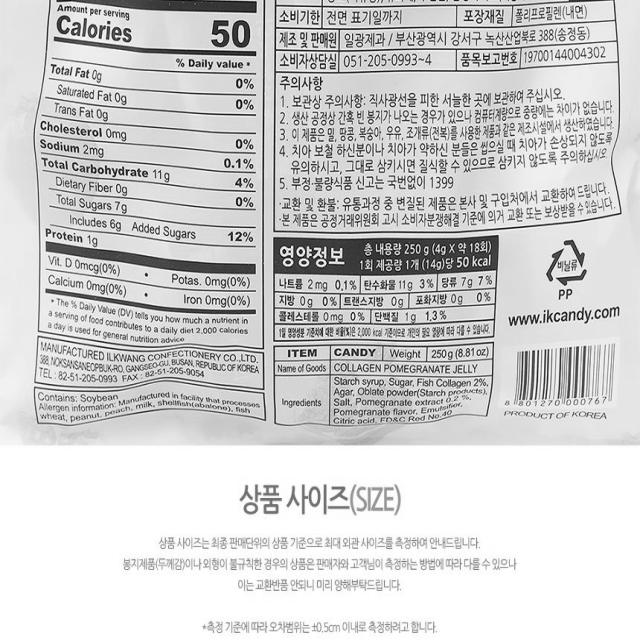 Amount per serving
Calories 50
% Daily value *
Total Fat 0g 0%
Saturated Fat 0g 0%
Trans Fat 0g
Cholesterol 0mg 0%
Sodium 2mg 0.1%
Total Carbohydrate 11g 4%
Dietary Fiber 0g 0%
Total Sugars 7g
Includes 6g Added Sugars 12%
Protein 1g
Vit. D 0mcg(0%) • Potas. 0mg(0%)
Calcium 0mg(0%) • Iron 0mg(0%)
* The % Daily Value (DV) tells you how much a nutrient in
a serving of food contributes to a daily diet 2,000 calories
a day is used for general nutrition advice
MANUFACTURED ILKWANG CONFECTIONERY CO.,LTD.
388, NOKSANSANEOPBUK-RO, GANGSEO-GU, BUSAN, REPUBLIC OF KOREA
TEL : 82-51-205-0993 FAX : 82-51-205-9054
Contains: Soybean
Allergen information: Manufactured in facility that processes
wheat, peanut, peach, milk, shellfish(abalone), fish
소비기한 전면 표기일까지 포장재질 폴리프로필렌(내면)
제조 및 판매원 일광제과 / 부산광역시 강서구 녹산산업북로 388(송정동)
소비자상담실 051-205-0993~4 품목보고번호 19700144004302
주의사항
1. 보관상 주의사항: 직사광선을 피한 서늘한 곳에 보관하여 주십시오.
2. 생산 공정상 간혹 빈 봉지가 나오는 경우가 있으나 컴퓨터계량으로 중량에는 차이가 없습니다.
3. 이 제품은 밀, 땅콩, 복숭아, 우유, 조개류(전복)를 사용한 제품과 같은 제조시설에서 생산하였습니다.
4. 치아 보철 하신분이나 치아가 약하신 분들은 씹으실 때 치아가 손상되지 않도록
유의하시고, 그대로 삼키시면 질식할 수 있으므로 삼키지 않도록 주의하십시오
5. 부정·불량식품 신고는 국번없이 1399
·교환 및 환불: 유통과정 중 변질된 제품은 본사 및 구입처에서 교환하여 드립니다.
·본 제품은 공정거래위원회 고시 소비자분쟁해결 기준에 의거 교환 또는 보상받을 수 있습니다.
영양정보 총 내용량 250 g (4g X 약 18회)
1회 제공량 1개 (14g)당 50 kcal
나트륨 2 mg 0.1% 탄수화물 11g 3% 당류 7g 7%
지방 0g 0% 트랜스지방 0g 포화지방 0g 0%
콜레스테롤 0mg 0% 단백질 1g 1.3%
1일 영양성분 기준치에 대한 비율(%)은 2,000 kcal 기준이므로 개인의 필요 열량에 따라 다를 수 있습니다.
비닐류
PP
www.ikcandy.com
ITEM CANDY Weight 250g (8.81oz)
Name of Goods COLLAGEN POMEGRANATE JELLY
Ingredients Starch syrup, Sugar, Fish Collagen 2%,
Agar, Oblate powder(Starch products),
Salt, Pomegranate extract 0.2 %,
Pomegranate flavor, Emulsifier,
Citric acid, FD&C Red No.40
8 801270 000767
PRODUCT OF KOREA
상품 사이즈(SIZE)
상품 사이즈는 최종 판매단위의 상품 기준으로 최대 외관 사이즈를 측정하여 안내드립니다.
봉지제품(두께감)이나 외형이 불규칙한 경우의 상품은 판매자와 고객님이 측정하는 방법에 따라 다를 수 있으나
이는 교환반품 안되니 미리 양해부탁드립니다.
*측정 기준에 따라 오차범위는 ±0.5cm 이내로 측정하려고 합니다.